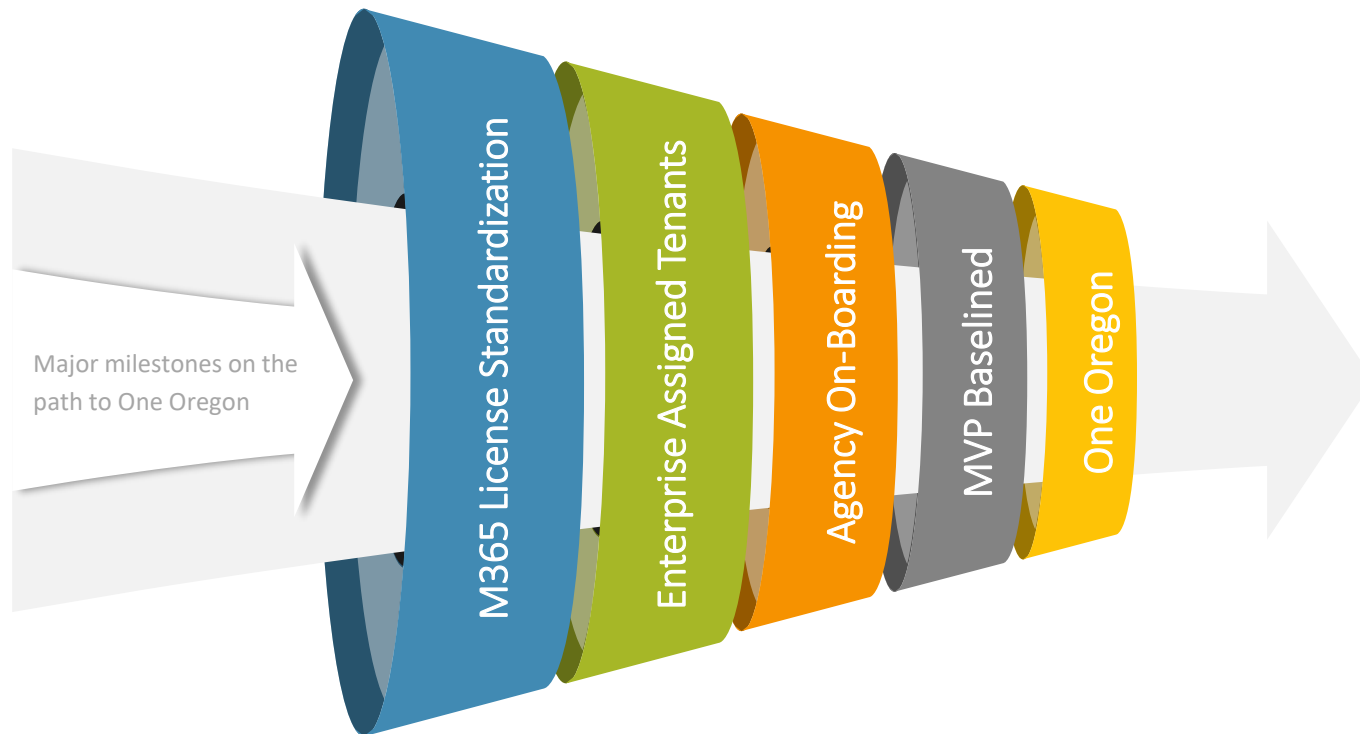 Major milestones on the
path to One Oregon
M365 License Standardization
Enterprise Assigned Tenants
Agency On-Boarding
MVP Baselined
One Oregon